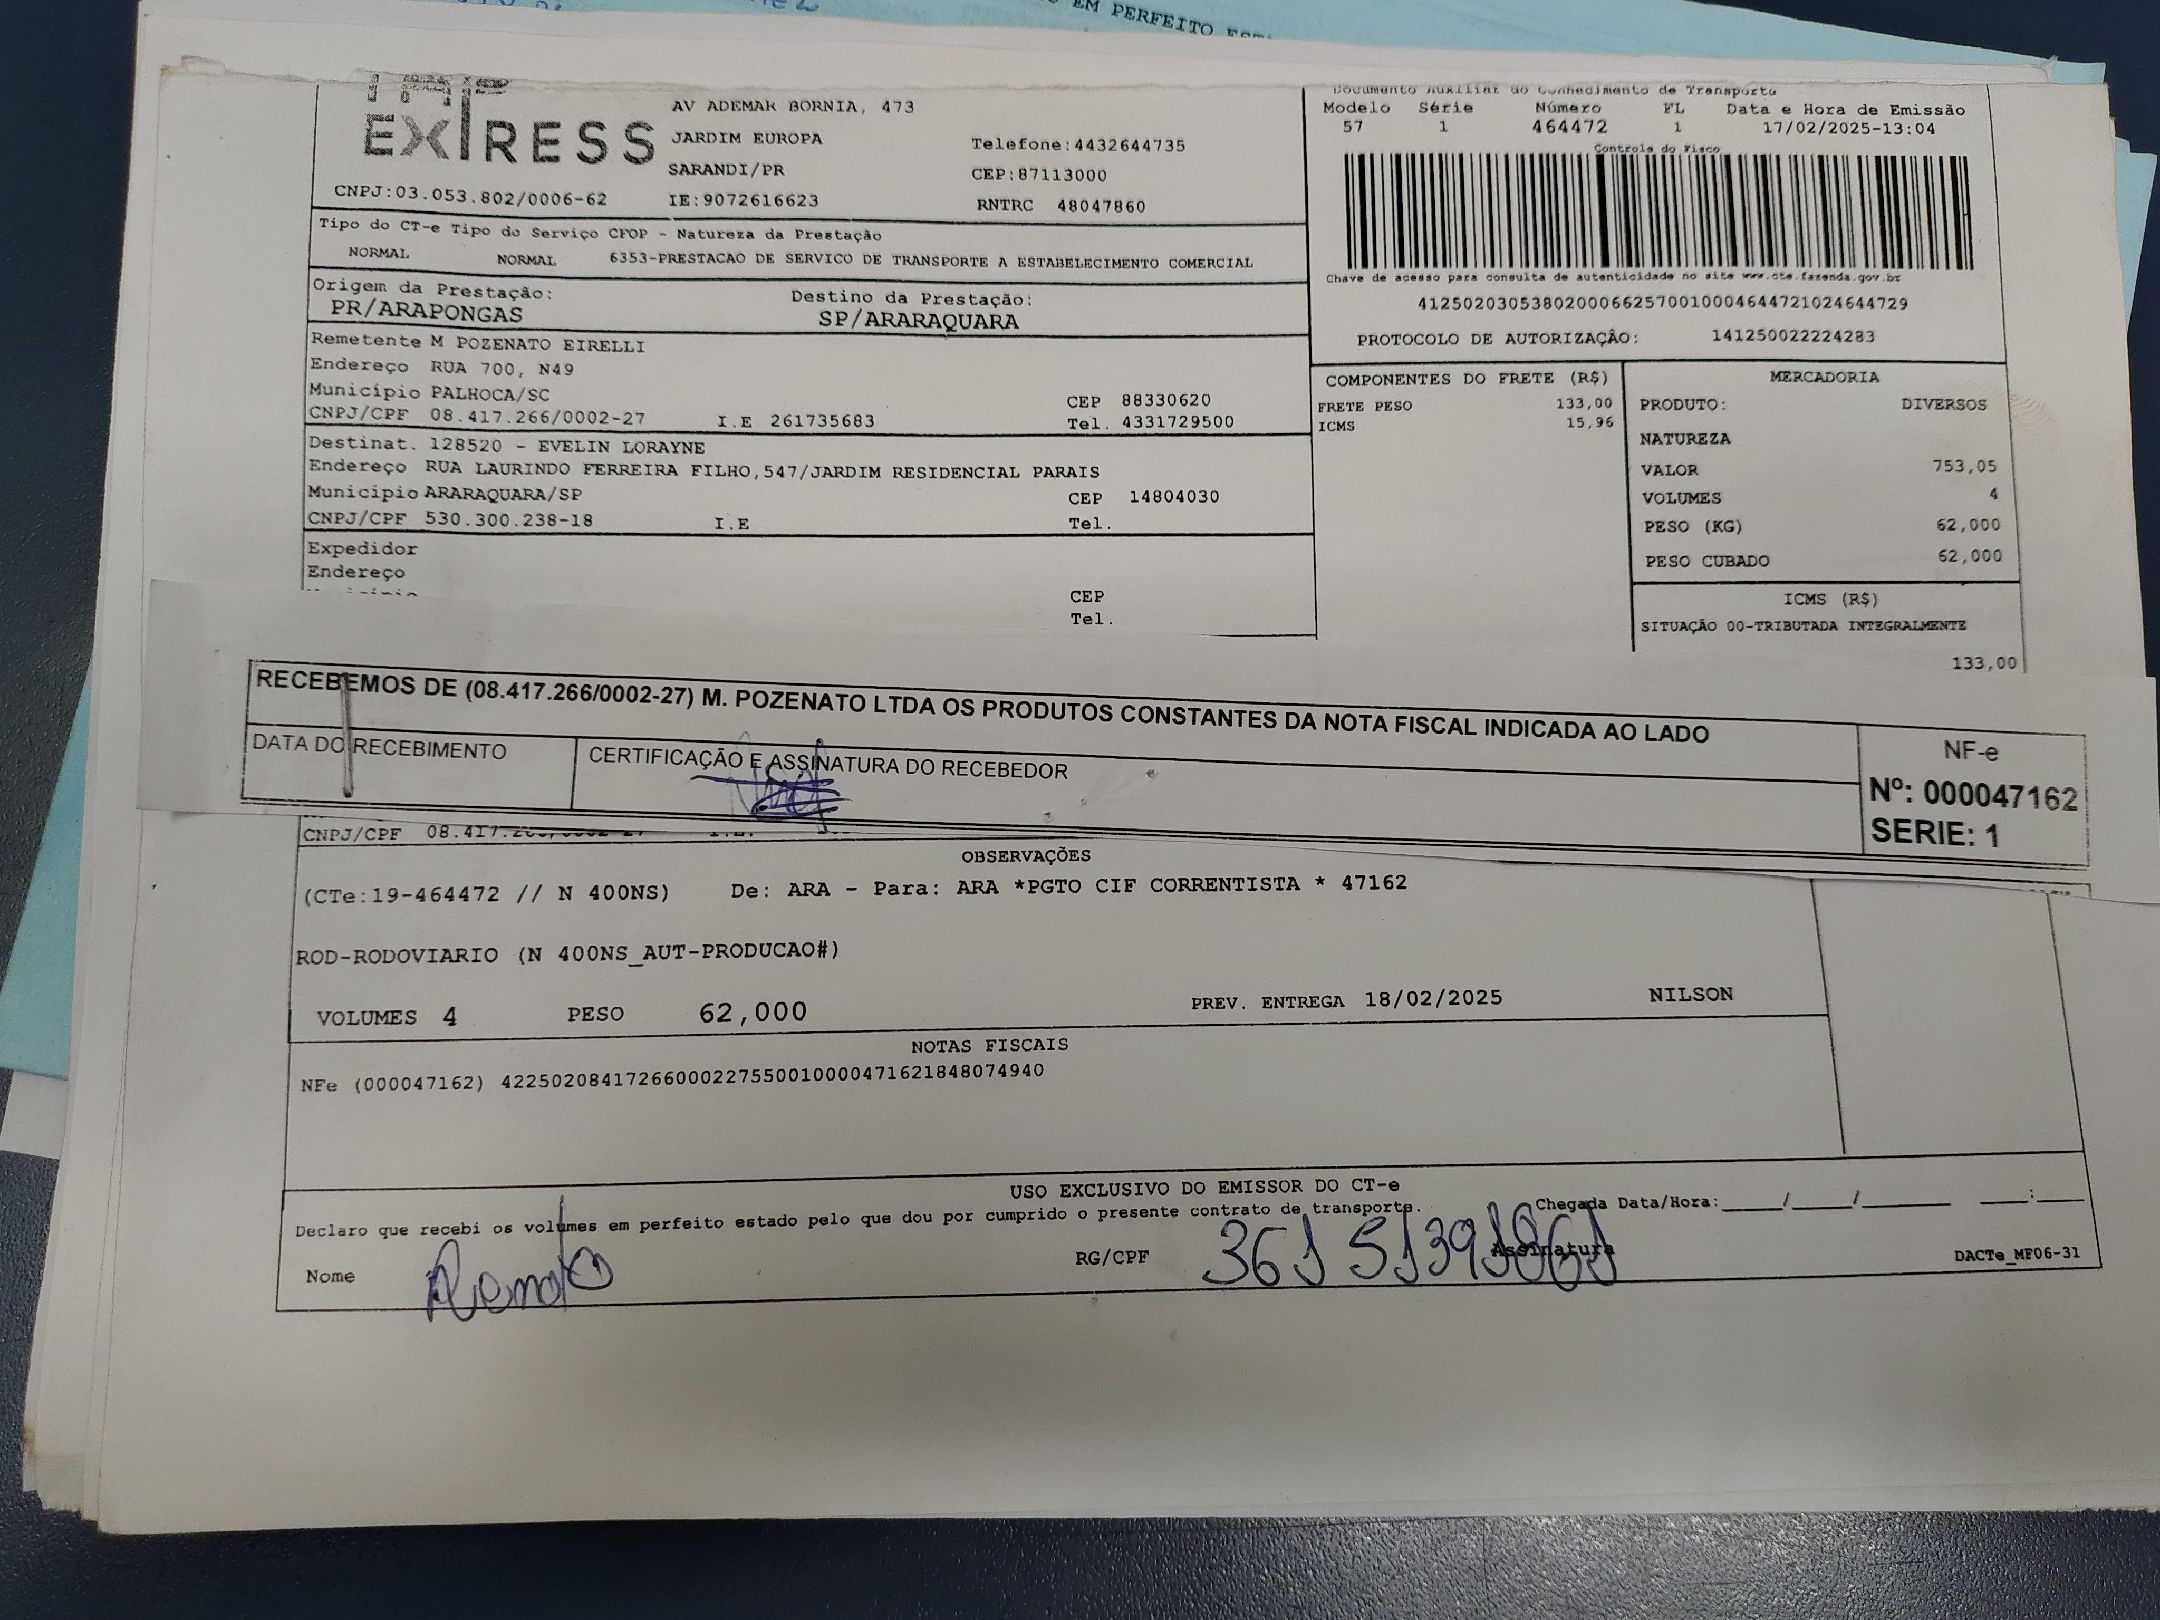 EM PERFEITO
EXPRESS
AV ADEMAR BORNIA, 473
JARDIM EUROPA
SARANDI/PR
Telefone:4432644735
CEP:87113000
CNPJ:03.053.802/0006-62
IE:9072616623
RNTRC 48047860
Documento Auxiliar do Conhecimento de Transporto
Modelo Série Número FL Data e Hora de Emissão
57 1 464472 1 17/02/2025-13:04
Controle do Fisco
Chave de acesso para consulta de autenticidade no site www.cte.fazenda.gov.br
41250203053802000662570010004644721024644729
PROTOCOLO DE AUTORIZAÇÃO: 141250022224283
Tipo do CT-e Tipo do Serviço CFOP - Natureza da Prestação
NORMAL NORMAL 6353-PRESTACAO DE SERVICO DE TRANSPORTE A ESTABELECIMENTO COMERCIAL
Origem da Prestação: Destino da Prestação:
PR/ARAPONGAS SP/ARARAQUARA
Remetente M POZENATO EIRELLI
Endereço RUA 700, N49
Município PALHOCA/SC CEP 88330620
CNPJ/CPF 08.417.266/0002-27 I.E 261735683 Tel. 4331729500
Destinat. 128520 - EVELIN LORAYNE
Endereço RUA LAURINDO FERREIRA FILHO,547/JARDIM RESIDENCIAL PARAIS
Município ARARAQUARA/SP CEP 14804030
CNPJ/CPF 530.300.238-18 I.E Tel.
Expedidor
Endereço
CEP
Tel.
COMPONENTES DO FRETE (R$)
FRETE PESO 133,00
ICMS 15,96
MERCADORIA
PRODUTO: DIVERSOS
NATUREZA
VALOR 753,05
VOLUMES 4
PESO (KG) 62,000
PESO CUBADO 62,000
ICMS (R$)
SITUAÇÃO 00-TRIBUTADA INTEGRALMENTE
133,00
RECEBEMOS DE (08.417.266/0002-27) M. POZENATO LTDA OS PRODUTOS CONSTANTES DA NOTA FISCAL INDICADA AO LADO
DATA DO RECEBIMENTO CERTIFICAÇÃO E ASSINATURA DO RECEBEDOR
NF-e
Nº: 000047162
SERIE: 1
CNPJ/CPF 08.417.266/0002-27 I.E.
OBSERVAÇÕES
(CTe:19-464472 // N 400NS) De: ARA - Para: ARA *PGTO CIF CORRENTISTA * 47162
ROD-RODOVIARIO (N 400NS_AUT-PRODUCAO#)
VOLUMES 4 PESO 62,000 PREV. ENTREGA 18/02/2025 NILSON
NOTAS FISCAIS
NFe (000047162) 42250208417266000227550010000471621848074940
USO EXCLUSIVO DO EMISSOR DO CT-e
Declaro que recebi os volumes em perfeito estado pelo que dou por cumprido o presente contrato de transporte. Chegada Data/Hora:_____/_____/_______ ____:____
Nome Renato RG/CPF Assinatura DACTe_MF06-31